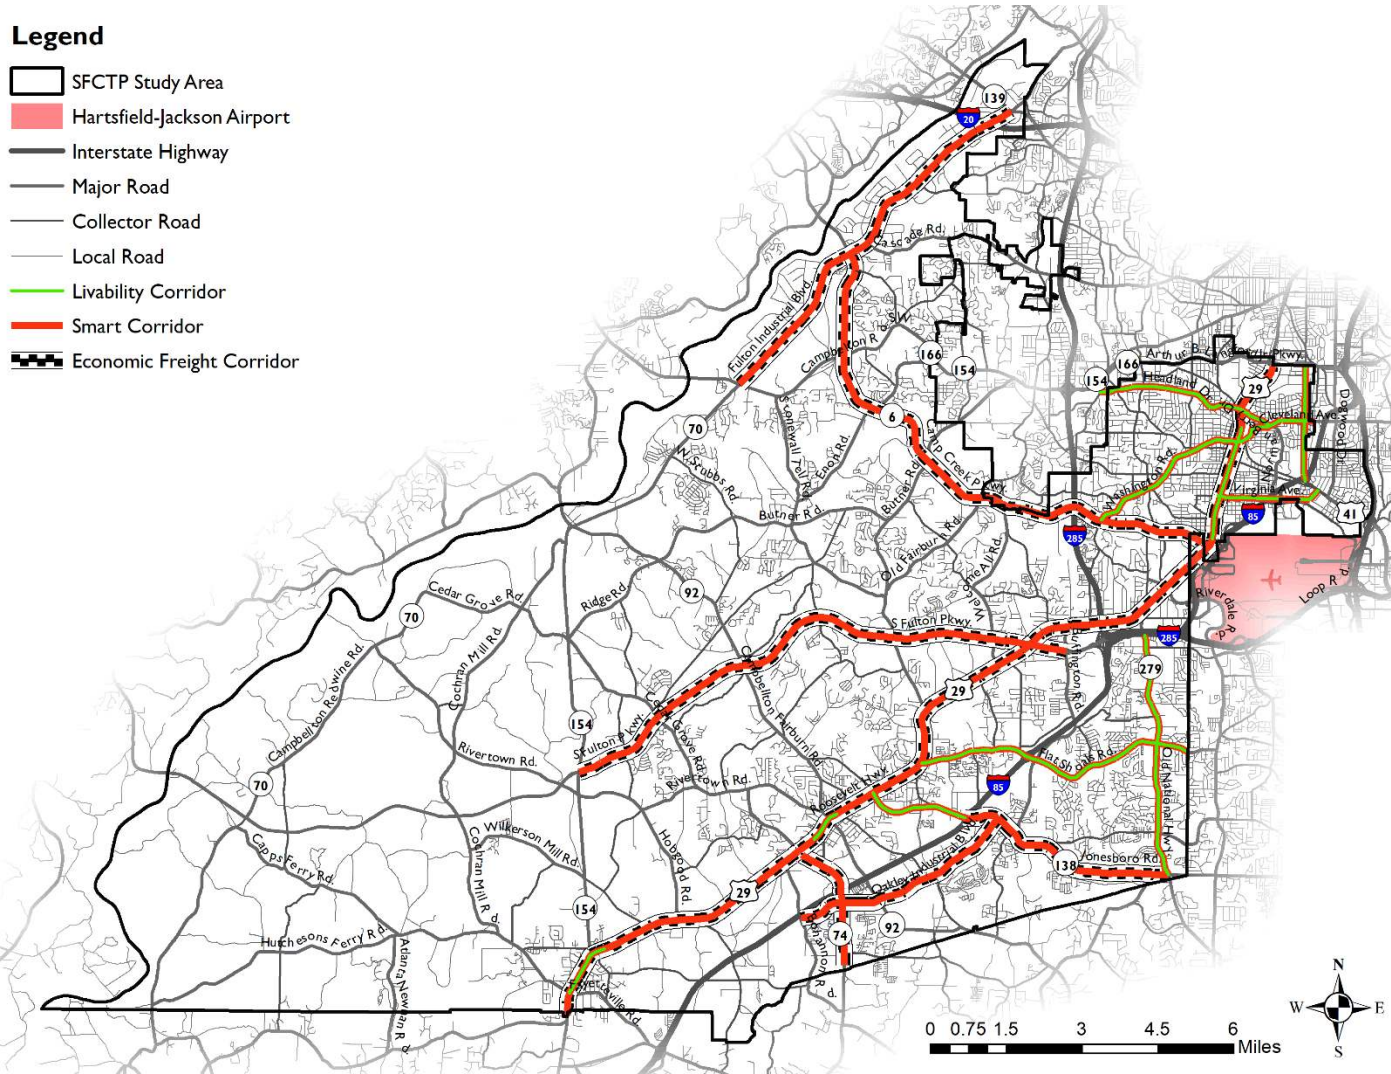 Legend
SFCTP Study Area
Hartsfield-Jackson Airport
Interstate Highway
Major Road
Collector Road
Local Road
Livability Corridor
Smart Corridor
Economic Freight Corridor
139
20
Cascade Rd.
Fulton Industrial Blvd.
SW.
Campbellton Rd
166
154
Arthur B. Langford Jr. Pkwy.
166
154
Headland Dr.
29
Cleveland Ave.
Dogwood Dr
Stonewall Tell Rd.
6
70
Enon Rd.
Camp Creek Pkwy.
N. Stubbs Rd.
Butner Rd.
Washington Rd.
Norman
Virginia Ave.
41
85
Butner Rd.
Old Fairburn Rd.
285
Welcome All Rd.
Loop Rd.
Riverdale Rd.
Cedar Grove Rd.
Ridge Rd.
92
70
S Fulton Pkwy.
285
Buffington Rd.
Cochran Mill Rd.
Campbellton Redwine Rd.
Campbellton Fairburn Rd.
279
29
Cedar Grove Rd.
154
S Fulton Pkwy.
Rivertown Rd.
Flat Shoals Rd.
Old National Hwy.
70
Rivertown Rd.
Roosevelt Hwy.
85
Capps Ferry Rd.
Wilkerson Mill Rd.
Cochran Mill Rd.
Hobgood Rd.
Oakley Industrial Blvd.
138
Jonesboro Rd.
29
154
Hutchesons Ferry Rd.
Atlanta Newnan Rd.
74
92
Bohannon Rd.
Fayetteville Rd.
N
W
E
S
0 0.75 1.5 3 4.5 6
Miles